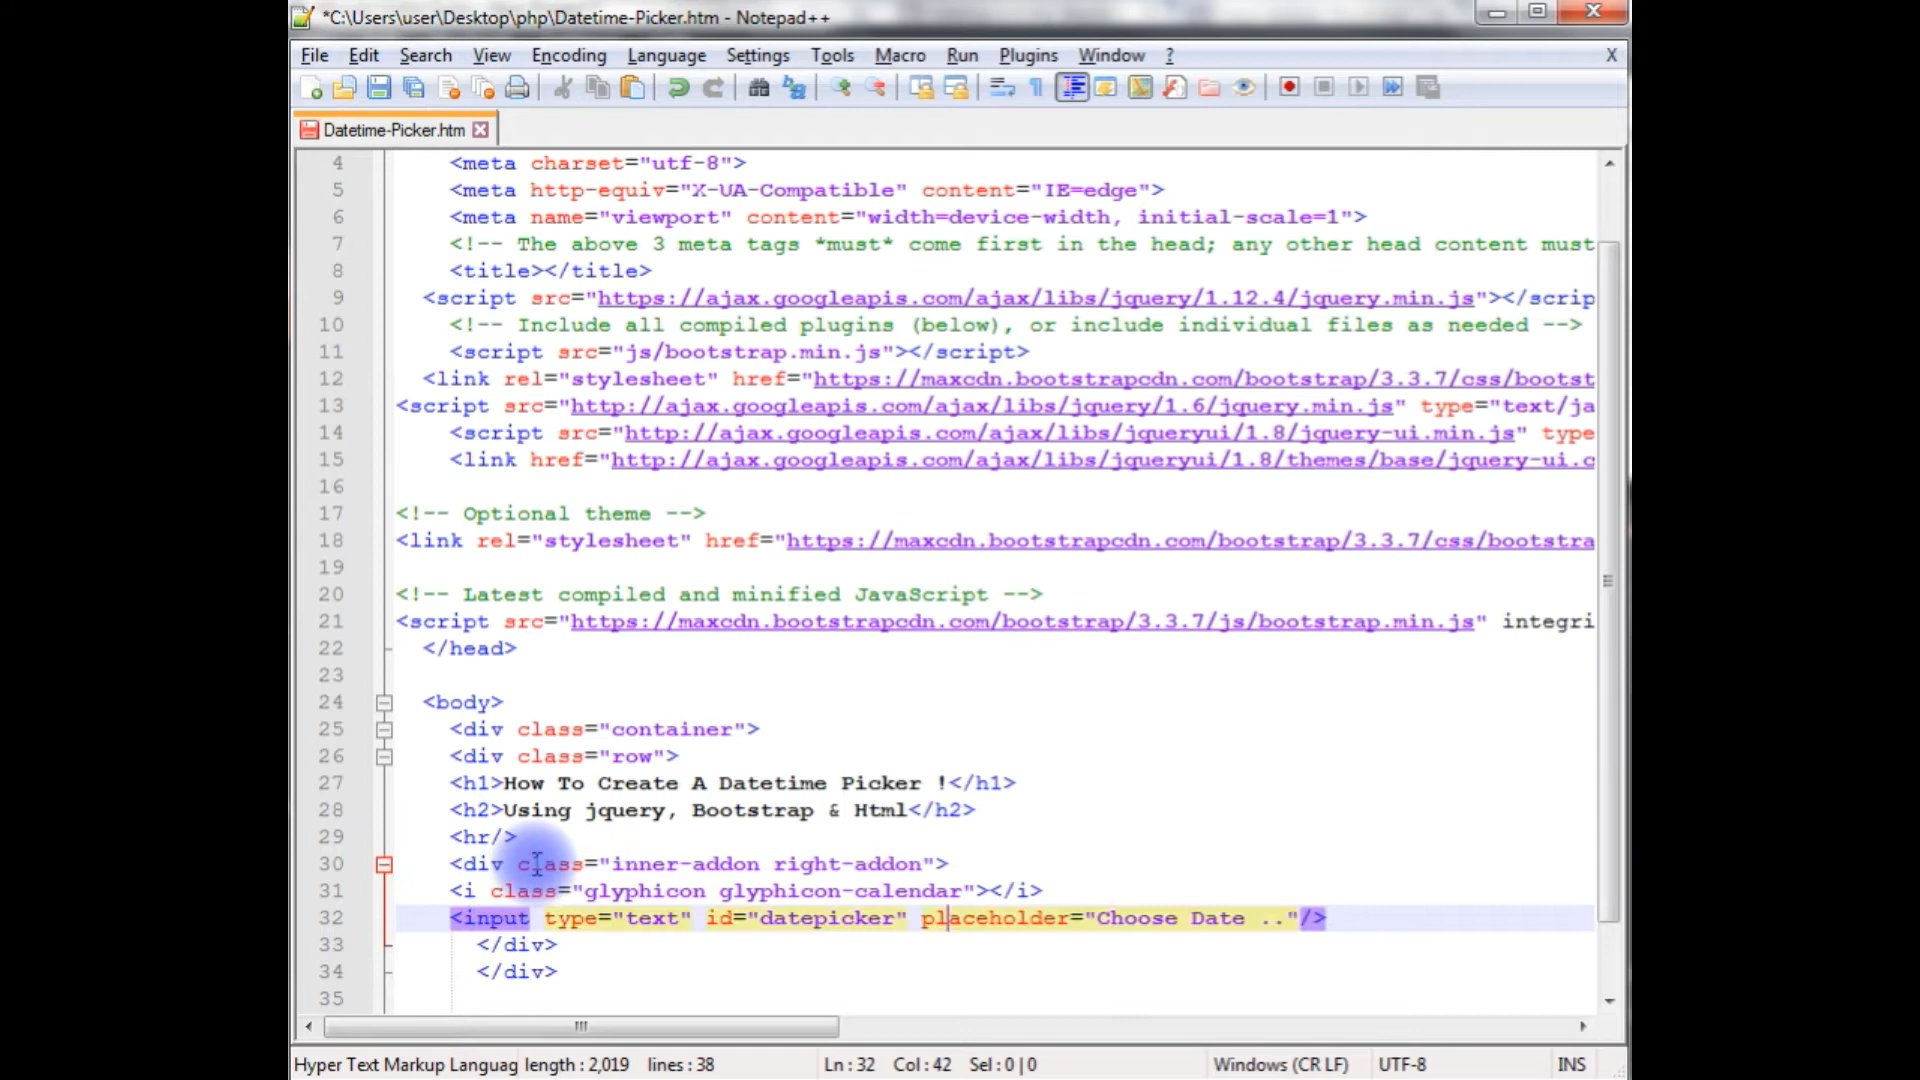 *C:\Users\user\Desktop\php\Datetime-Picker.htm - Notepad++
File Edit Search View Encoding Language Settings Tools Macro Run Plugins Window ? X
Datetime-Picker.htm
4 <meta charset="utf-8">
5 <meta http-equiv="X-UA-Compatible" content="IE=edge">
6 <meta name="viewport" content="width=device-width, initial-scale=1">
7 <!-- The above 3 meta tags *must* come first in the head; any other head content must
8 <title></title>
9 <script src="https://ajax.googleapis.com/ajax/libs/jquery/1.12.4/jquery.min.js"></scrip
10 <!-- Include all compiled plugins (below), or include individual files as needed -->
11 <script src="js/bootstrap.min.js"></script>
12 <link rel="stylesheet" href="https://maxcdn.bootstrapcdn.com/bootstrap/3.3.7/css/bootst
13 <script src="http://ajax.googleapis.com/ajax/libs/jquery/1.6/jquery.min.js" type="text/ja
14 <script src="http://ajax.googleapis.com/ajax/libs/jqueryui/1.8/jquery-ui.min.js" type
15 <link href="http://ajax.googleapis.com/ajax/libs/jqueryui/1.8/themes/base/jquery-ui.c
16
17 <!-- Optional theme -->
18 <link rel="stylesheet" href="https://maxcdn.bootstrapcdn.com/bootstrap/3.3.7/css/bootstra
19
20 <!-- Latest compiled and minified JavaScript -->
21 <script src="https://maxcdn.bootstrapcdn.com/bootstrap/3.3.7/js/bootstrap.min.js" integri
22 </head>
23
24 <body>
25 <div class="container">
26 <div class="row">
27 <h1>How To Create A Datetime Picker !</h1>
28 <h2>Using jquery, Bootstrap & Html</h2>
29 <hr/>
30 <div class="inner-addon right-addon">
31 <i class="glyphicon glyphicon-calendar"></i>
32 <input type="text" id="datepicker" placeholder="Choose Date .."/>
33 </div>
34 </div>
35
Hyper Text Markup Languag length : 2,019 lines : 38 Ln : 32 Col : 42 Sel : 0 | 0 Windows (CR LF) UTF-8 INS